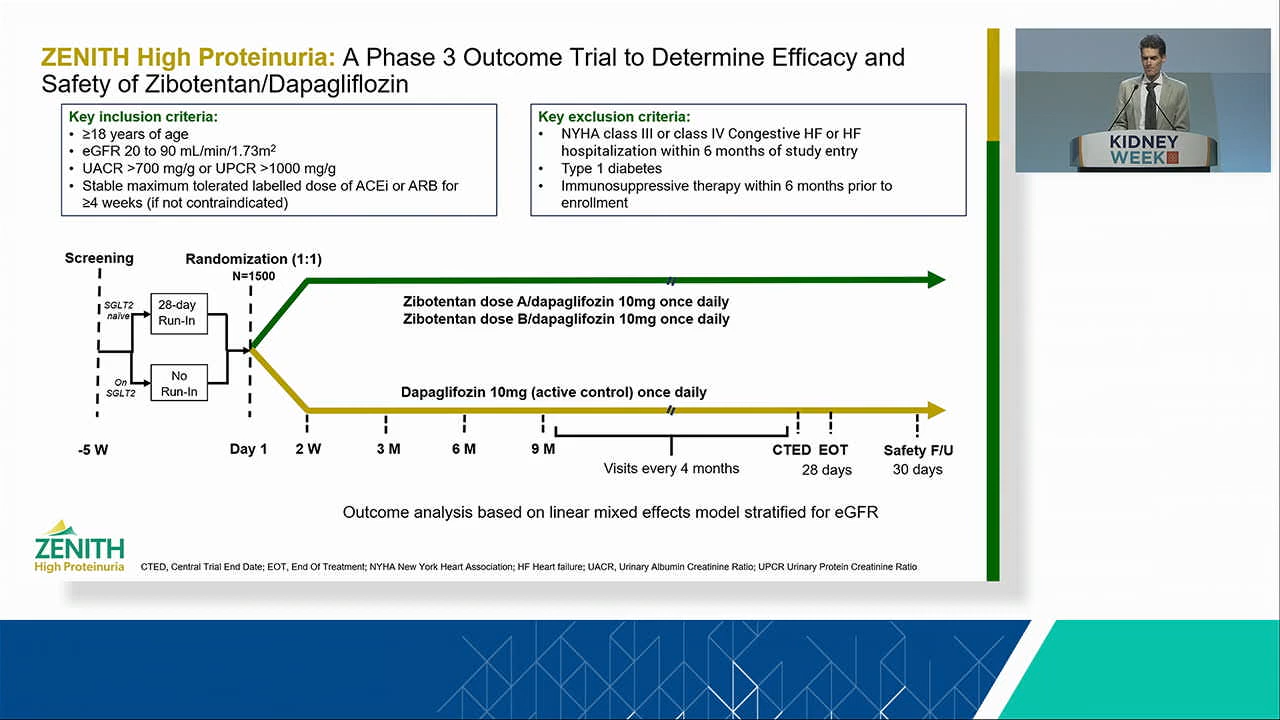 ZENITH High Proteinuria: A Phase 3 Outcome Trial to Determine Efficacy and
Safety of Zibotentan/Dapagliflozin
Key inclusion criteria:
• ≥18 years of age
• eGFR 20 to 90 mL/min/1.73m²
• UACR >700 mg/g or UPCR >1000 mg/g
• Stable maximum tolerated labelled dose of ACEi or ARB for
≥4 weeks (if not contraindicated)
Key exclusion criteria:
• NYHA class III or class IV Congestive HF or HF
hospitalization within 6 months of study entry
• Type 1 diabetes
• Immunosuppressive therapy within 6 months prior to
enrollment
KIDNEY
WEEK
Screening
Randomization (1:1)
N=1500
SGLT2
naïve
28-day
Run-In
On
SGLT2
No
Run-In
Zibotentan dose A/dapaglifozin 10mg once daily
Zibotentan dose B/dapaglifozin 10mg once daily
Dapaglifozin 10mg (active control) once daily
-5 W
Day 1
2 W
3 M
6 M
9 M
Visits every 4 months
CTED
EOT
28 days
Safety F/U
30 days
Outcome analysis based on linear mixed effects model stratified for eGFR
ZENITH
High Proteinuria
CTED, Central Trial End Date; EOT, End Of Treatment; NYHA New York Heart Association; HF Heart failure; UACR, Urinary Albumin Creatinine Ratio; UPCR Urinary Protein Creatinine Ratio